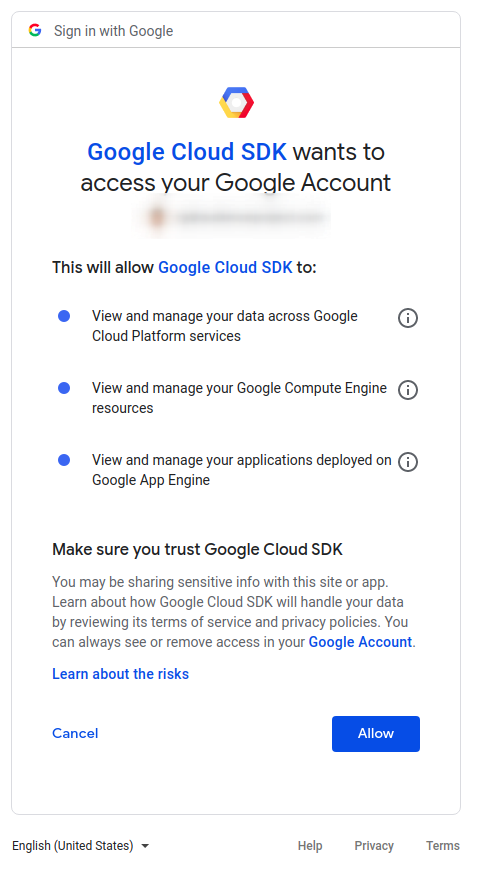 Sign in with Google
Google Cloud SDK wants to
access your Google Account
This will allow Google Cloud SDK to:
View and manage your data across Google
Cloud Platform services
View and manage your Google Compute Engine
resources
View and manage your applications deployed on
Google App Engine
Make sure you trust Google Cloud SDK
You may be sharing sensitive info with this site or app.
Learn about how Google Cloud SDK will handle your data
by reviewing its terms of service and privacy policies. You
can always see or remove access in your Google Account.
Learn about the risks
Cancel
Allow
English (United States)
Help
Privacy
Terms